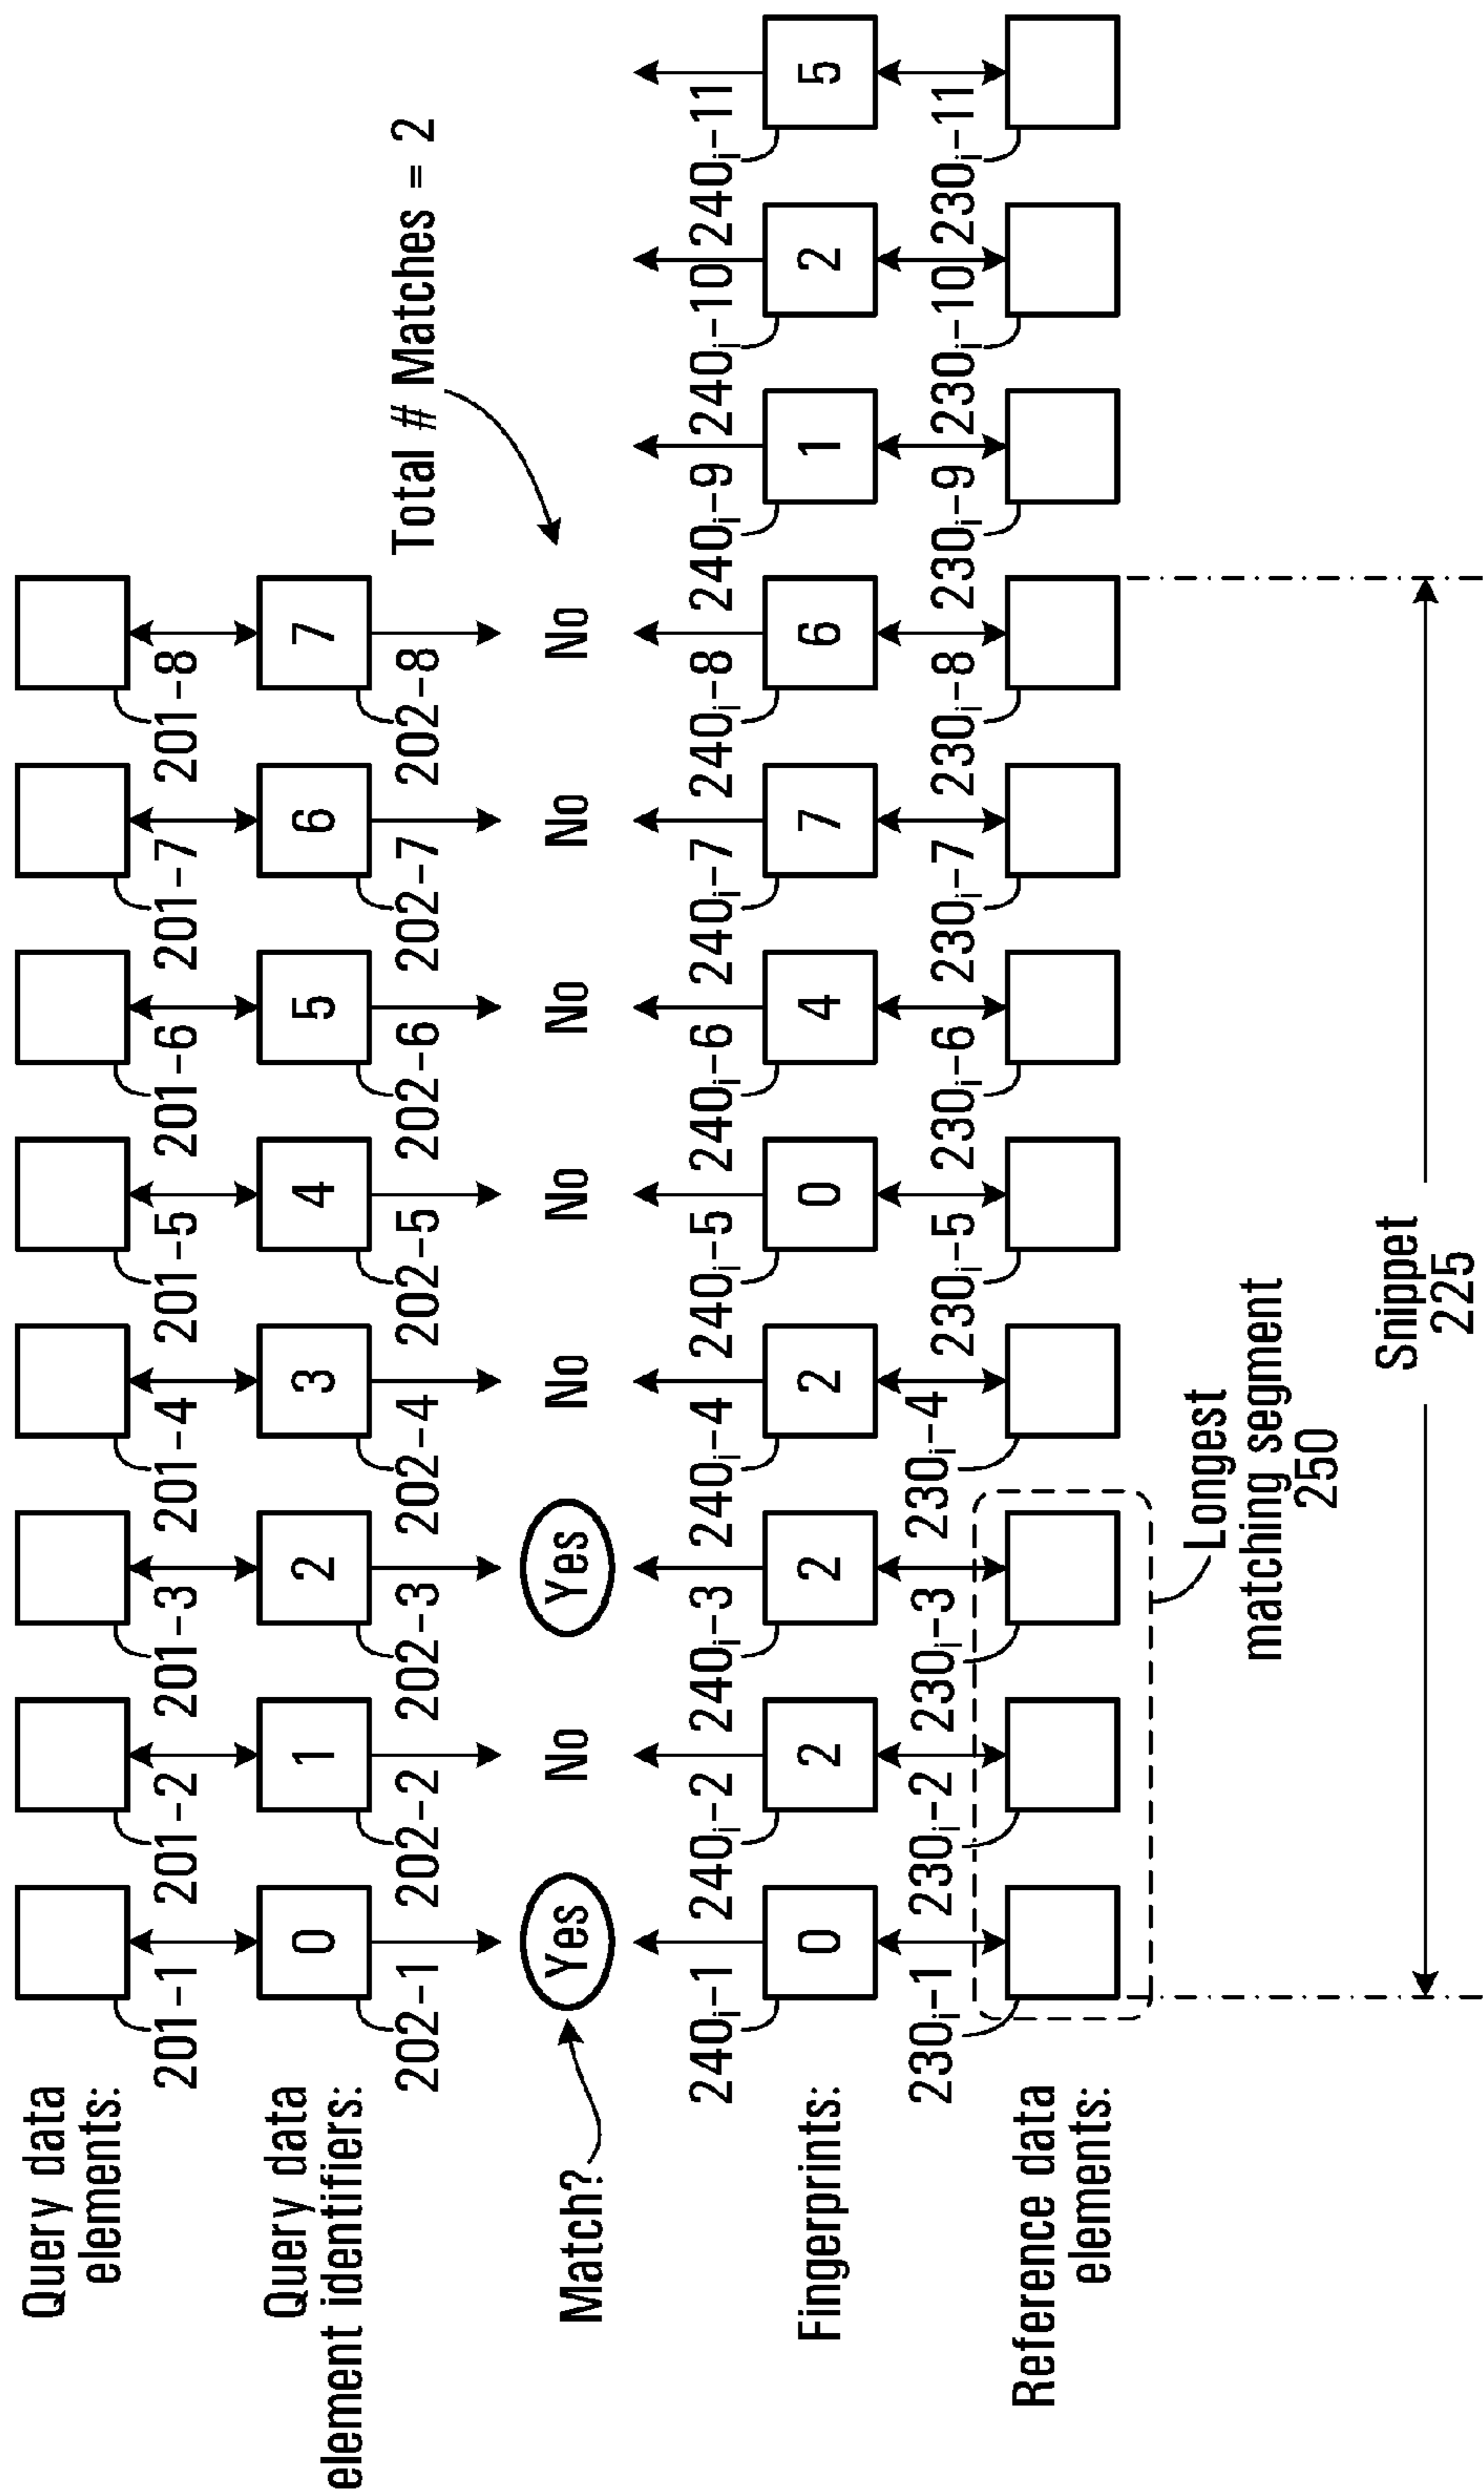 Query data
elements:
201-1 201-2 201-3 201-4 201-5 201-6 201-7 201-8
Query data
element identifiers:
0 1 2 3 4 5 6 7
202-1 202-2 202-3 202-4 202-5 202-6 202-7 202-8
Total # Matches = 2
Match?
Yes No Yes No No No No No
240i-1 240i-2 240i-3 240i-4 240i-5 240i-6 240i-7 240i-8 240i-9 240i-10 240i-11
Fingerprints:
0 2 2 2 0 4 7 6 1 2 5
230i-1 230i-2 230i-3 230i-4 230i-5 230i-6 230i-7 230i-8 230i-9 230i-10 230i-11
Reference data
elements:
Longest
matching segment
250
Snippet
225